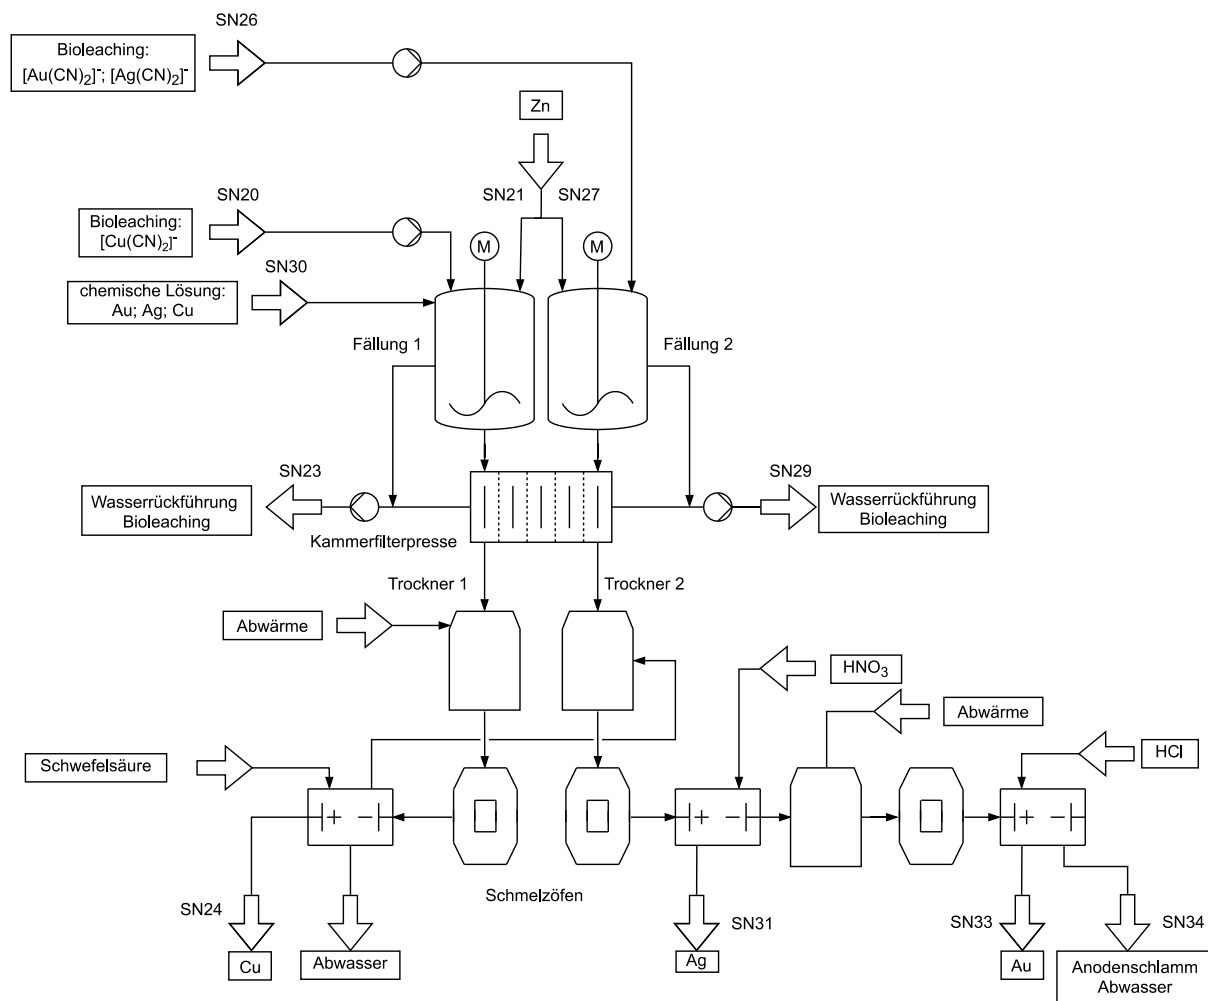 SN26
Bioleaching:
[Au(CN)2]-; [Ag(CN)2]-
Zn
SN20
SN21
SN27
Bioleaching:
[Cu(CN)2]-
M
M
SN30
chemische Lösung:
Au; Ag; Cu
Fällung 1
Fällung 2
SN23
SN29
Wasserrückführung
Bioleaching
Wasserrückführung
Bioleaching
Kammerfilterpresse
Trockner 1
Trockner 2
Abwärme
HNO3
Abwärme
Schwefelsäure
HCl
+ −
+ −
+ −
Schmelzöfen
SN24
SN31
SN33
SN34
Cu
Abwasser
Ag
Au
Anodenschlamm
Abwasser